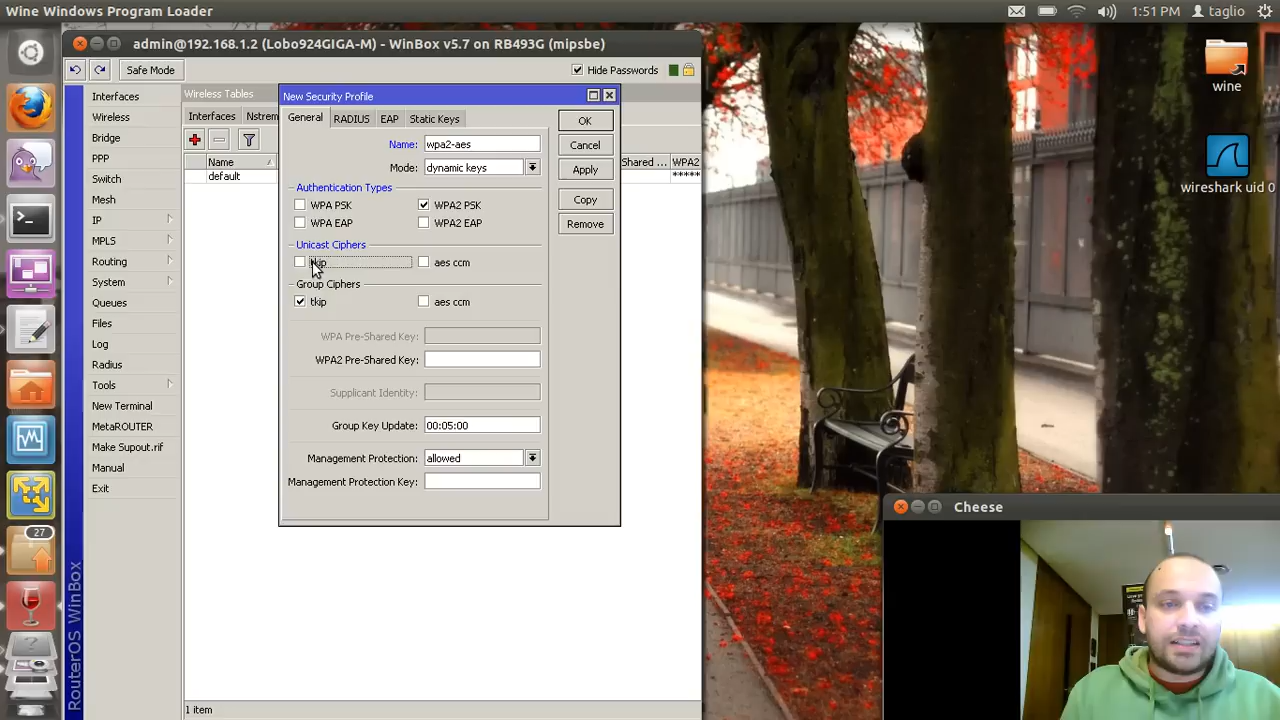 Wine Windows Program Loader
1:51 PM
taglio
admin@192.168.1.2 (Lobo924GIGA-M) - WinBox v5.7 on RB493G (mipsbe)
Safe Mode
Hide Passwords
RouterOS WinBox
Interfaces
Wireless
Bridge
PPP
Switch
Mesh
IP
MPLS
Routing
System
Queues
Files
Log
Radius
Tools
New Terminal
MetaROUTER
Make Supout.rif
Manual
Exit
27
Wireless Tables
Interfaces
Nstrem
Name
Shared ...
WPA2
default
*****
1 item
New Security Profile
General
RADIUS
EAP
Static Keys
Name: wpa2-aes
Mode: dynamic keys
Authentication Types
WPA PSK
WPA2 PSK
WPA EAP
WPA2 EAP
Unicast Ciphers
tkip
aes ccm
Group Ciphers
tkip
aes ccm
WPA Pre-Shared Key:
WPA2 Pre-Shared Key:
Supplicant Identity:
Group Key Update: 00:05:00
Management Protection: allowed
Management Protection Key:
OK
Cancel
Apply
Copy
Remove
wine
wireshark uid 0
Cheese